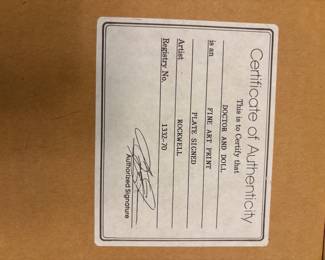 Certificate of Authenticity
This is to Certify that
DOCTOR AND DOLL
is an FINE ART PRINT
PLATE SIGNED
Artist ROCKWELL
Registry No. 1332-70
Authorized Signature